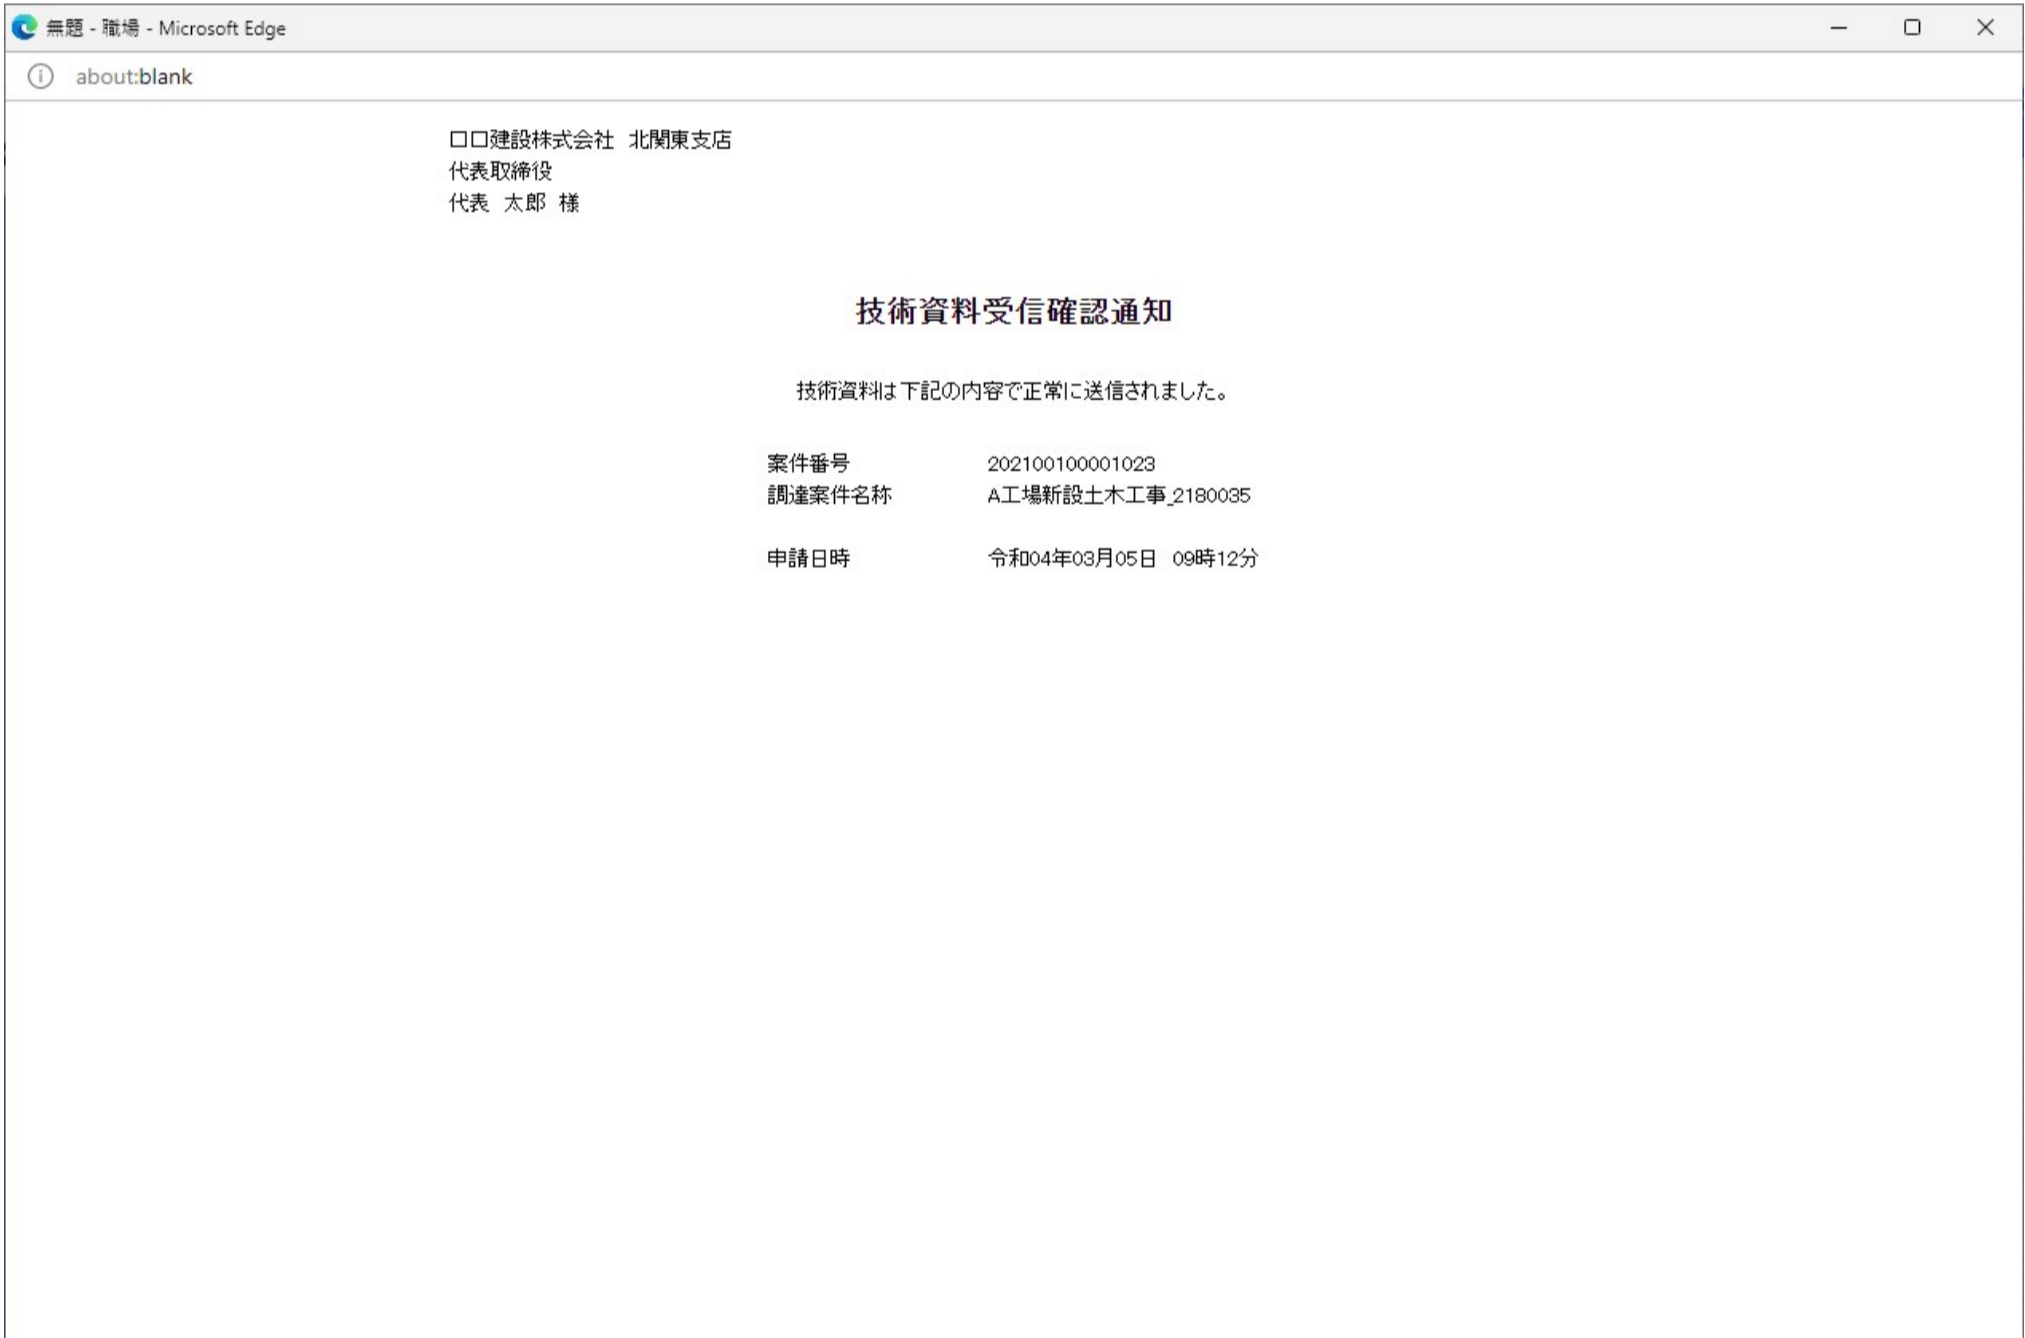 無題 - 職場 - Microsoft Edge
about:blank
口口建設株式会社 北関東支店
代表取締役
代表 太郎 様
技術資料受信確認通知
技術資料は下記の内容で正常に送信されました。
案件番号 202100100001023
調達案件名称 A工場新設土木工事_2180035
申請日時 令和04年03月05日 09時12分